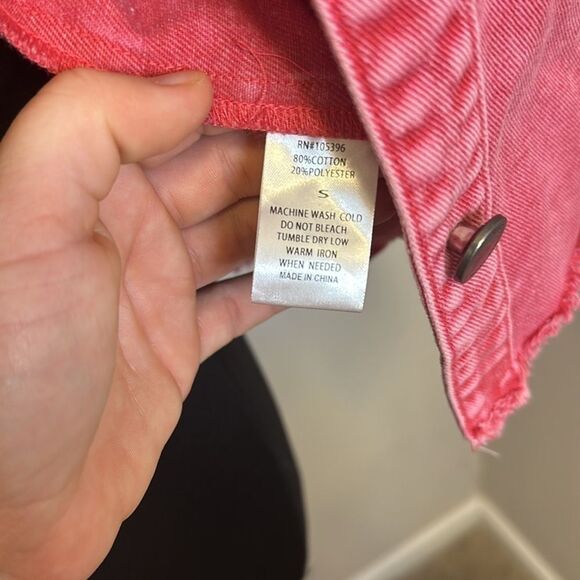 RN#105396
80%COTTON
20%POLYESTER
S
MACHINE WASH COLD
DO NOT BLEACH
TUMBLE DRY LOW
WARM IRON
WHEN NEEDED
MADE IN CHINA